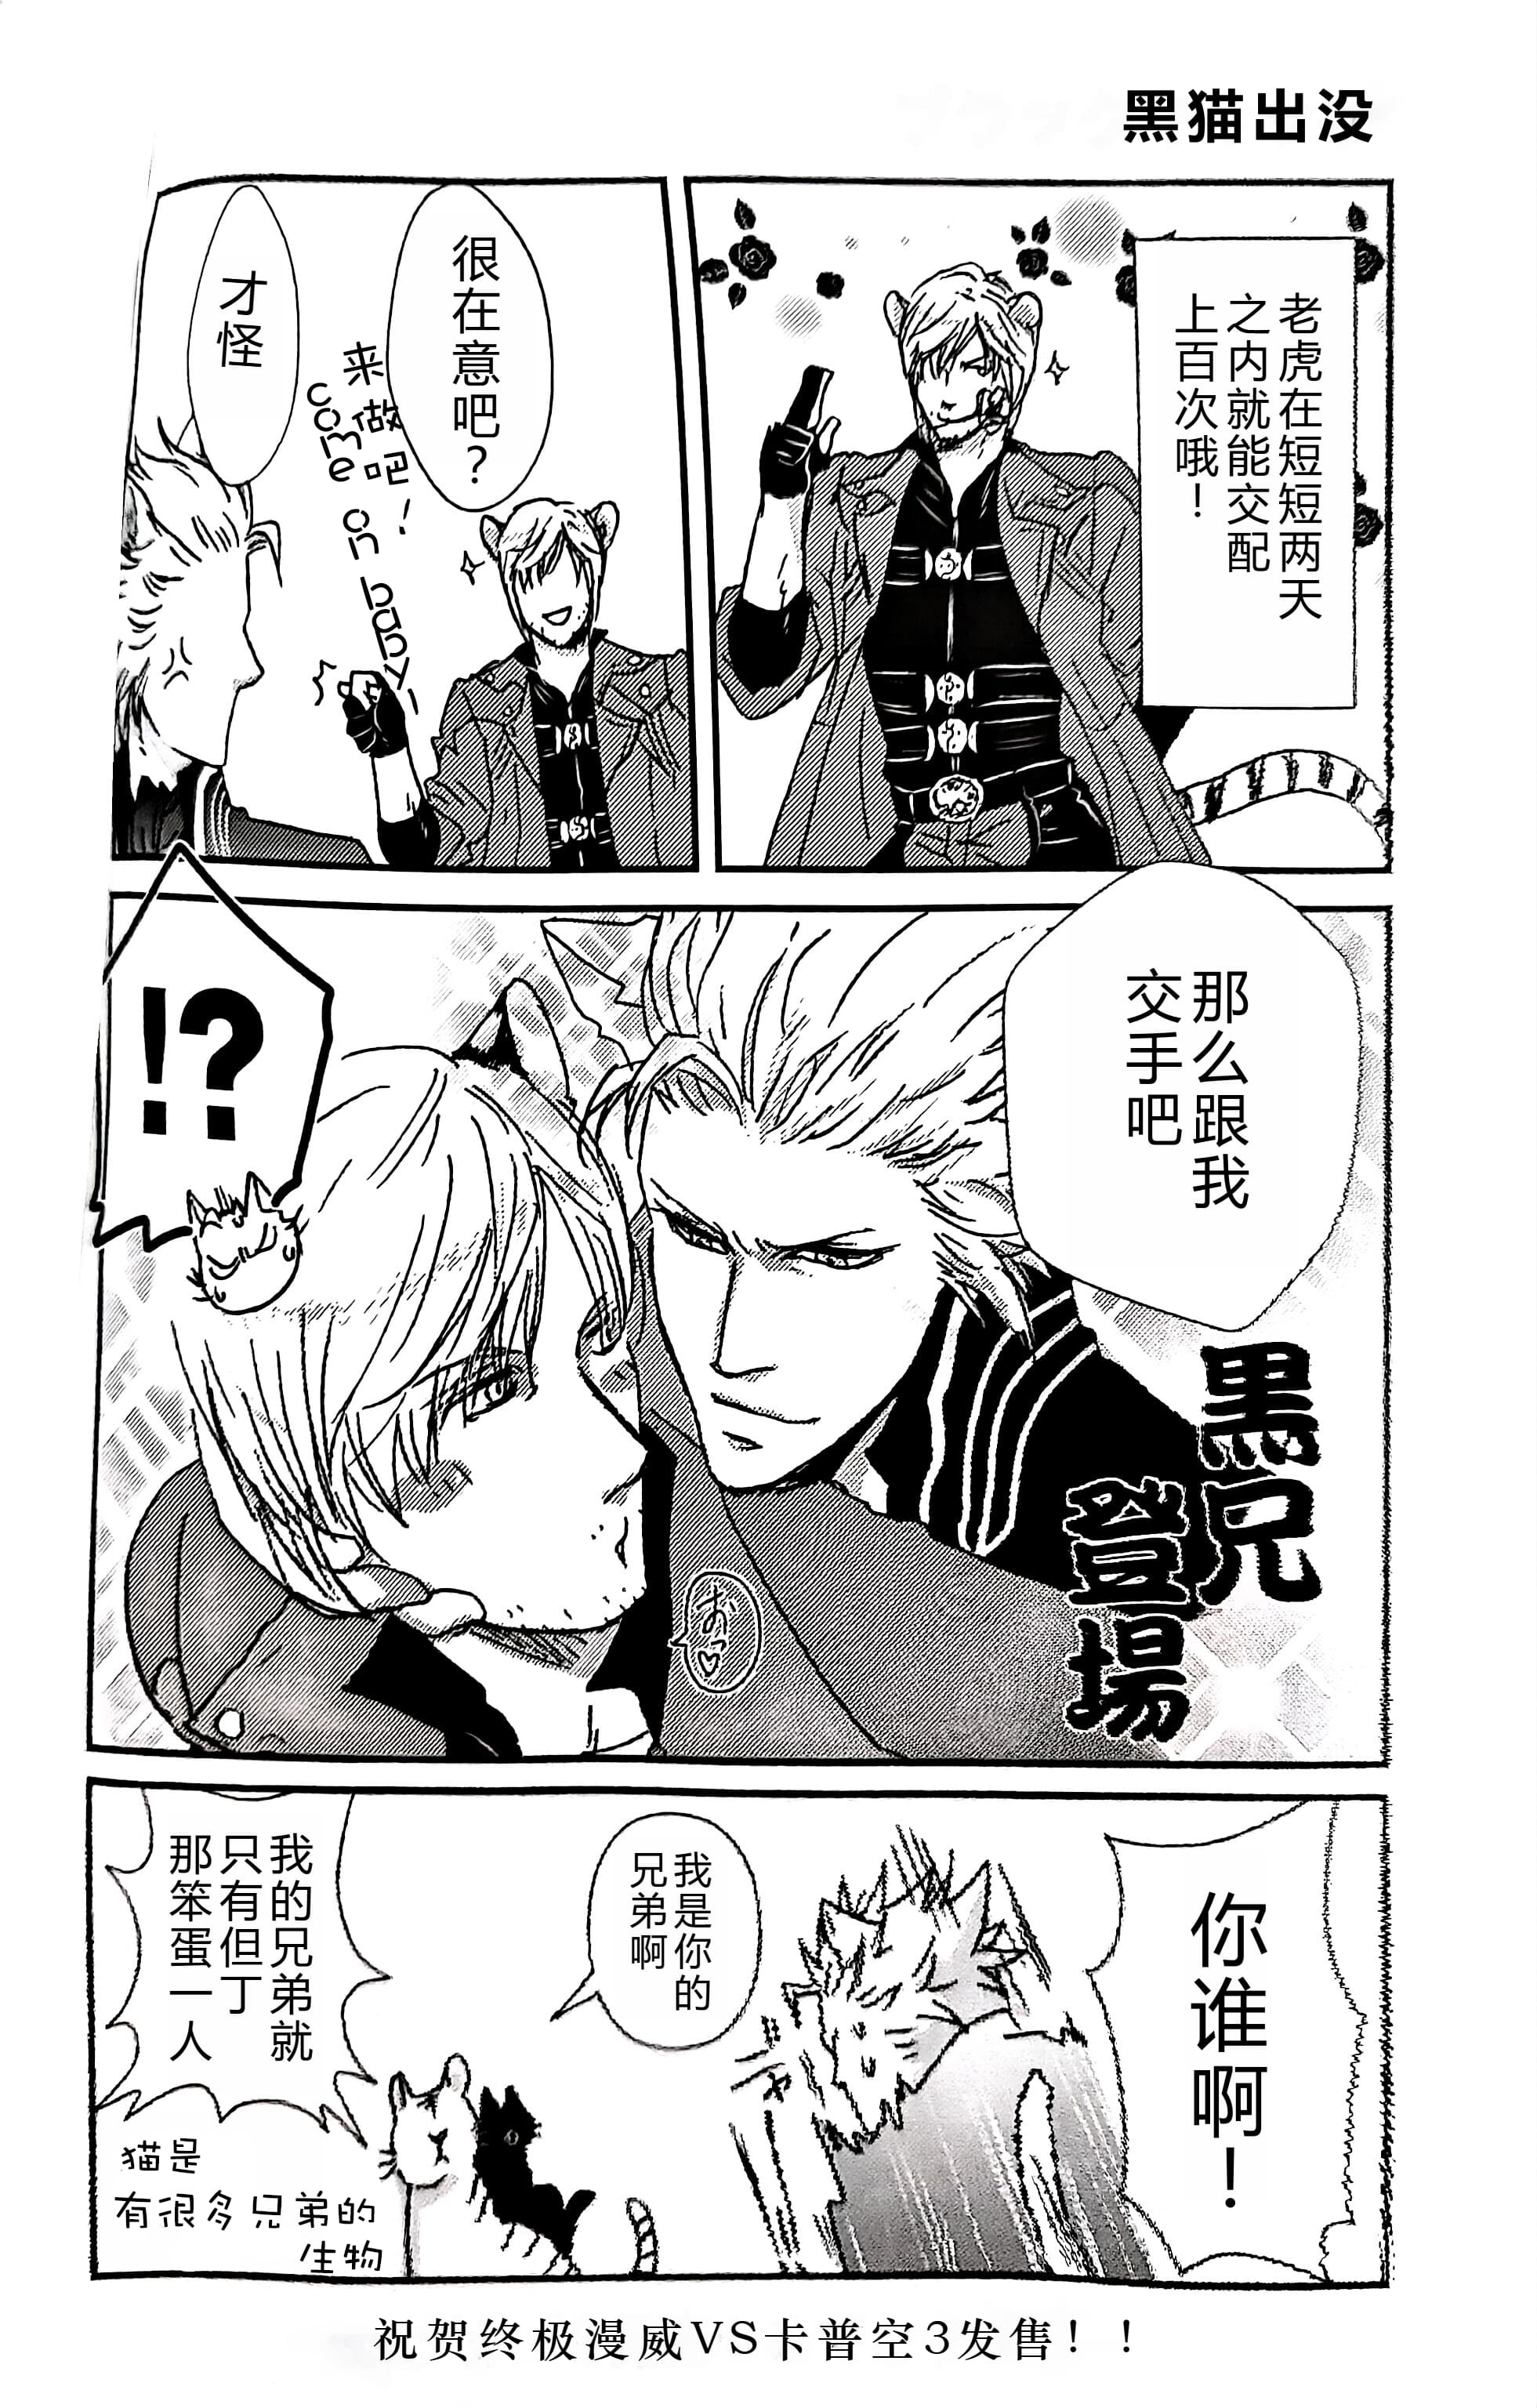 黑猫出没
老虎在短短两天
之内就能交配
上百次哦！
很在意吧？
来做吧！
come on baby—
才怪
那么跟我
交手吧
!?
黒兄
登場
おっ♡
你谁啊！
我是你的
兄弟啊
我的兄弟就
只有但丁
那笨蛋一人
猫是
有很多兄弟的
生物
祝贺终极漫威VS卡普空3发售！！